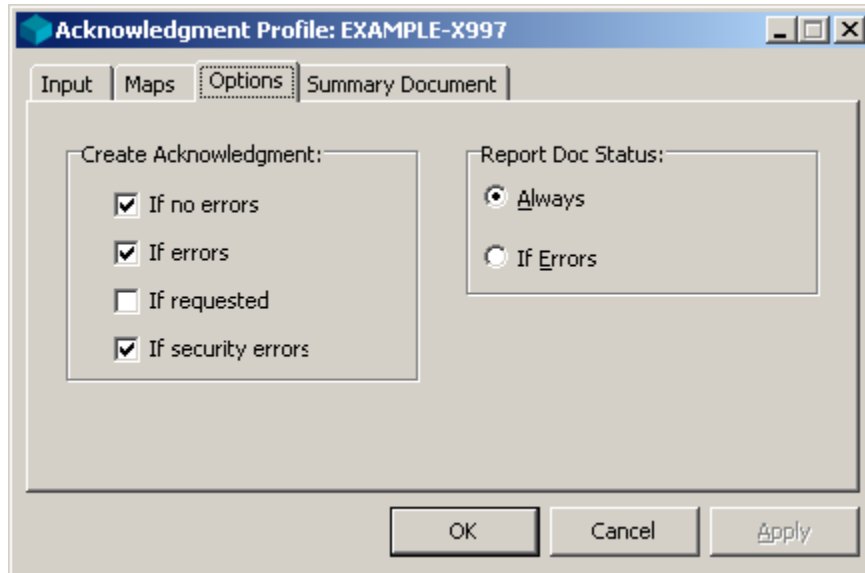 Acknowledgment Profile: EXAMPLE-X997
Input Maps Options Summary Document
Create Acknowledgment:
If no errors
If errors
If requested
If security errors
Report Doc Status:
Always
If Errors
OK Cancel Apply